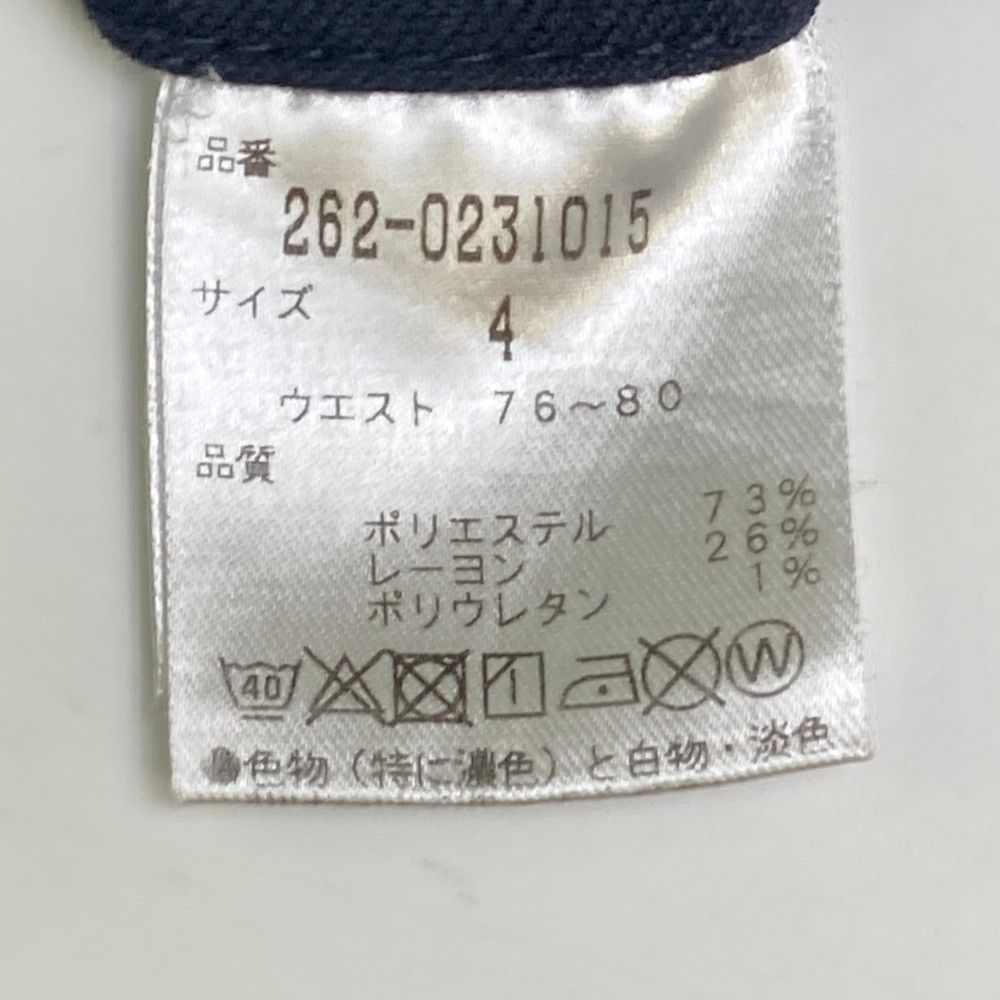 品番
262-0231015
サイズ
4
ウエスト 76～80
品質
ポリエステル 73%
レーヨン 26%
ポリウレタン 1%
40 W
●色物（特に濃色）と白物・淡色